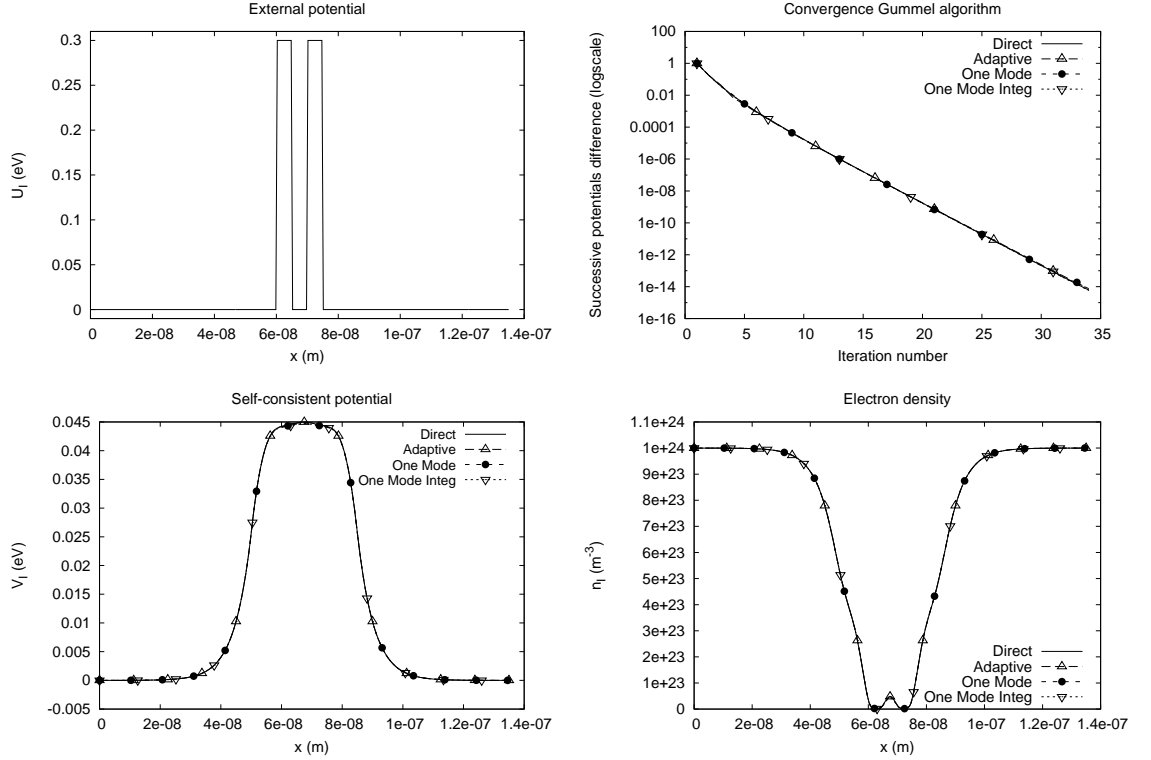 External potential
U_I (eV)
0.3
0.25
0.2
0.15
0.1
0.05
0
0 2e-08 4e-08 6e-08 8e-08 1e-07 1.2e-07 1.4e-07
x (m)
Convergence Gummel algorithm
Successive potentials difference (logscale)
100
1
0.01
0.0001
1e-06
1e-08
1e-10
1e-12
1e-14
1e-16
0 5 10 15 20 25 30 35
Iteration number
Direct
Adaptive
One Mode
One Mode Integ
Self-consistent potential
V_I (eV)
0.045
0.04
0.035
0.03
0.025
0.02
0.015
0.01
0.005
0
-0.005
0 2e-08 4e-08 6e-08 8e-08 1e-07 1.2e-07 1.4e-07
x (m)
Direct
Adaptive
One Mode
One Mode Integ
Electron density
n_I (m^-3)
1.1e+24
1e+24
9e+23
8e+23
7e+23
6e+23
5e+23
4e+23
3e+23
2e+23
1e+23
0
0 2e-08 4e-08 6e-08 8e-08 1e-07 1.2e-07 1.4e-07
x (m)
Direct
Adaptive
One Mode
One Mode Integ